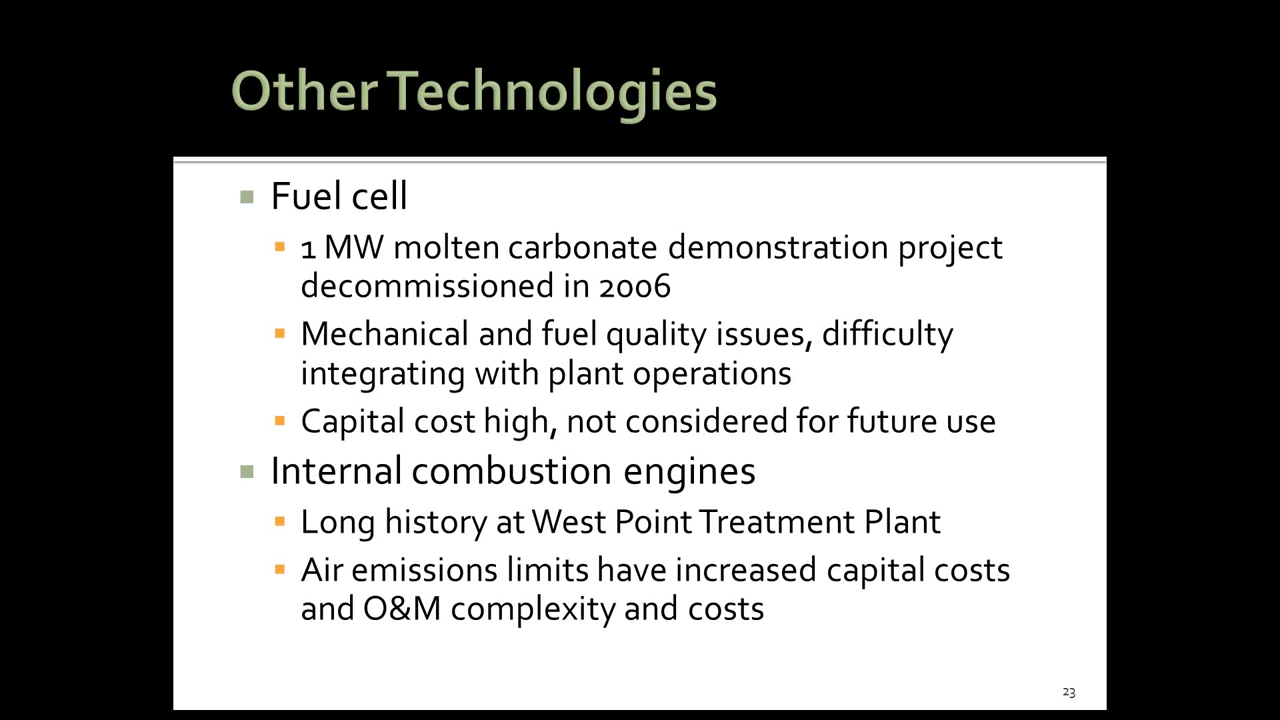 Other Technologies
Fuel cell
1 MW molten carbonate demonstration project
decommissioned in 2006
Mechanical and fuel quality issues, difficulty
integrating with plant operations
Capital cost high, not considered for future use
Internal combustion engines
Long history at West Point Treatment Plant
Air emissions limits have increased capital costs
and O&M complexity and costs
23